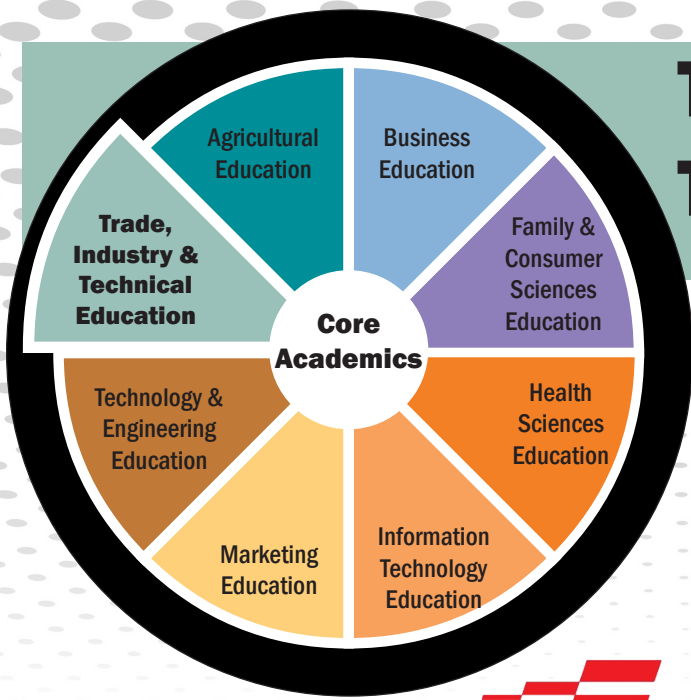 Agricultural
Education
Business
Education
Family &
Consumer
Sciences
Education
Health
Sciences
Education
Information
Technology
Education
Marketing
Education
Technology &
Engineering
Education
Trade,
Industry &
Technical
Education
Core
Academics
T
T